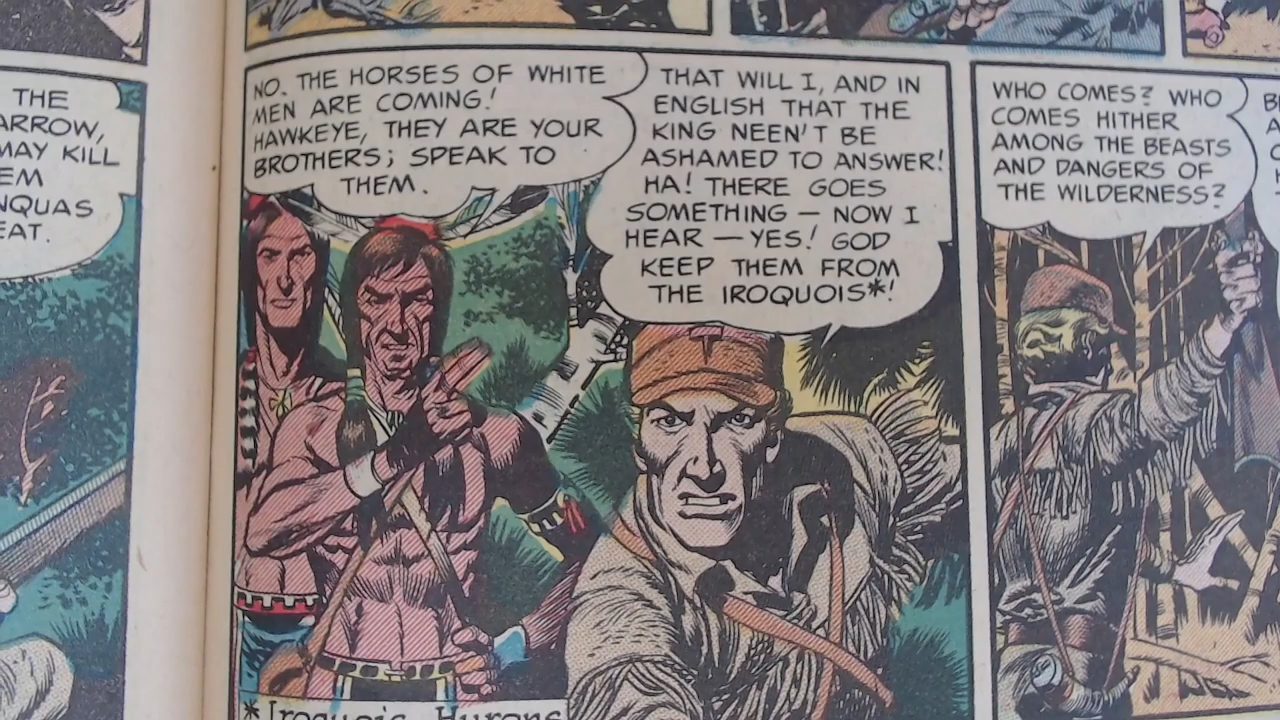 THE
ARROW,
MAY KILL
EM
NQUAS
EAT.
NO. THE HORSES OF WHITE
MEN ARE COMING!
HAWKEYE, THEY ARE YOUR
BROTHERS; SPEAK TO
THEM.
THAT WILL I, AND IN
ENGLISH THAT THE
KING NEEN'T BE
ASHAMED TO ANSWER!
HA! THERE GOES
SOMETHING — NOW I
HEAR — YES! GOD
KEEP THEM FROM
THE IROQUOIS*!
*Iroquois, Hurons
WHO COMES? WHO
COMES HITHER
AMONG THE BEASTS
AND DANGERS OF
THE WILDERNESS?